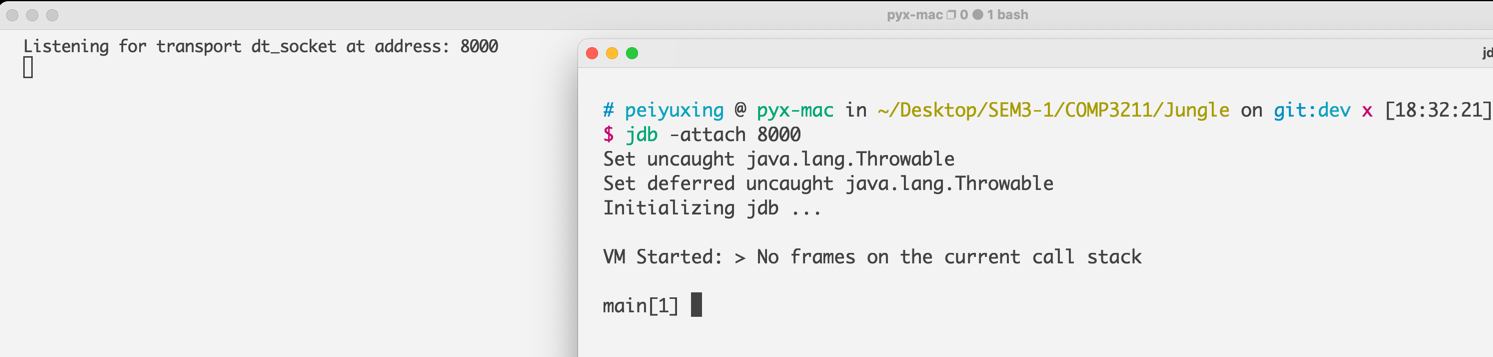 pyx-mac 0 1 bash
Listening for transport dt_socket at address: 8000
jd
# peiyuxing @ pyx-mac in ~/Desktop/SEM3-1/COMP3211/Jungle on git:dev x [18:32:21]
$ jdb -attach 8000
Set uncaught java.lang.Throwable
Set deferred uncaught java.lang.Throwable
Initializing jdb ...
VM Started: > No frames on the current call stack
main[1]